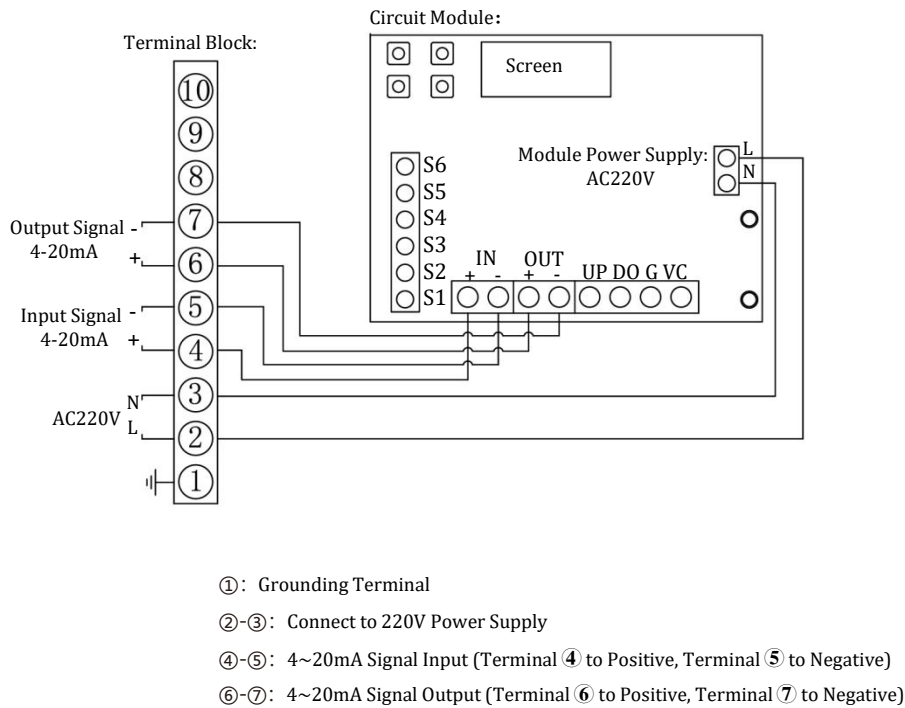 Circuit Module:
Terminal Block:
Screen
10
9
8
7
6
5
4
3
2
1
Output Signal -
4-20mA +
Input Signal -
4-20mA +
N
AC220V
L
S6
S5
S4
S3
S2
S1
Module Power Supply:
AC220V
L
N
IN OUT
+ - + - UP DO G VC
①: Grounding Terminal
②-③: Connect to 220V Power Supply
④-⑤: 4~20mA Signal Input (Terminal ④ to Positive, Terminal ⑤ to Negative)
⑥-⑦: 4~20mA Signal Output (Terminal ⑥ to Positive, Terminal ⑦ to Negative)